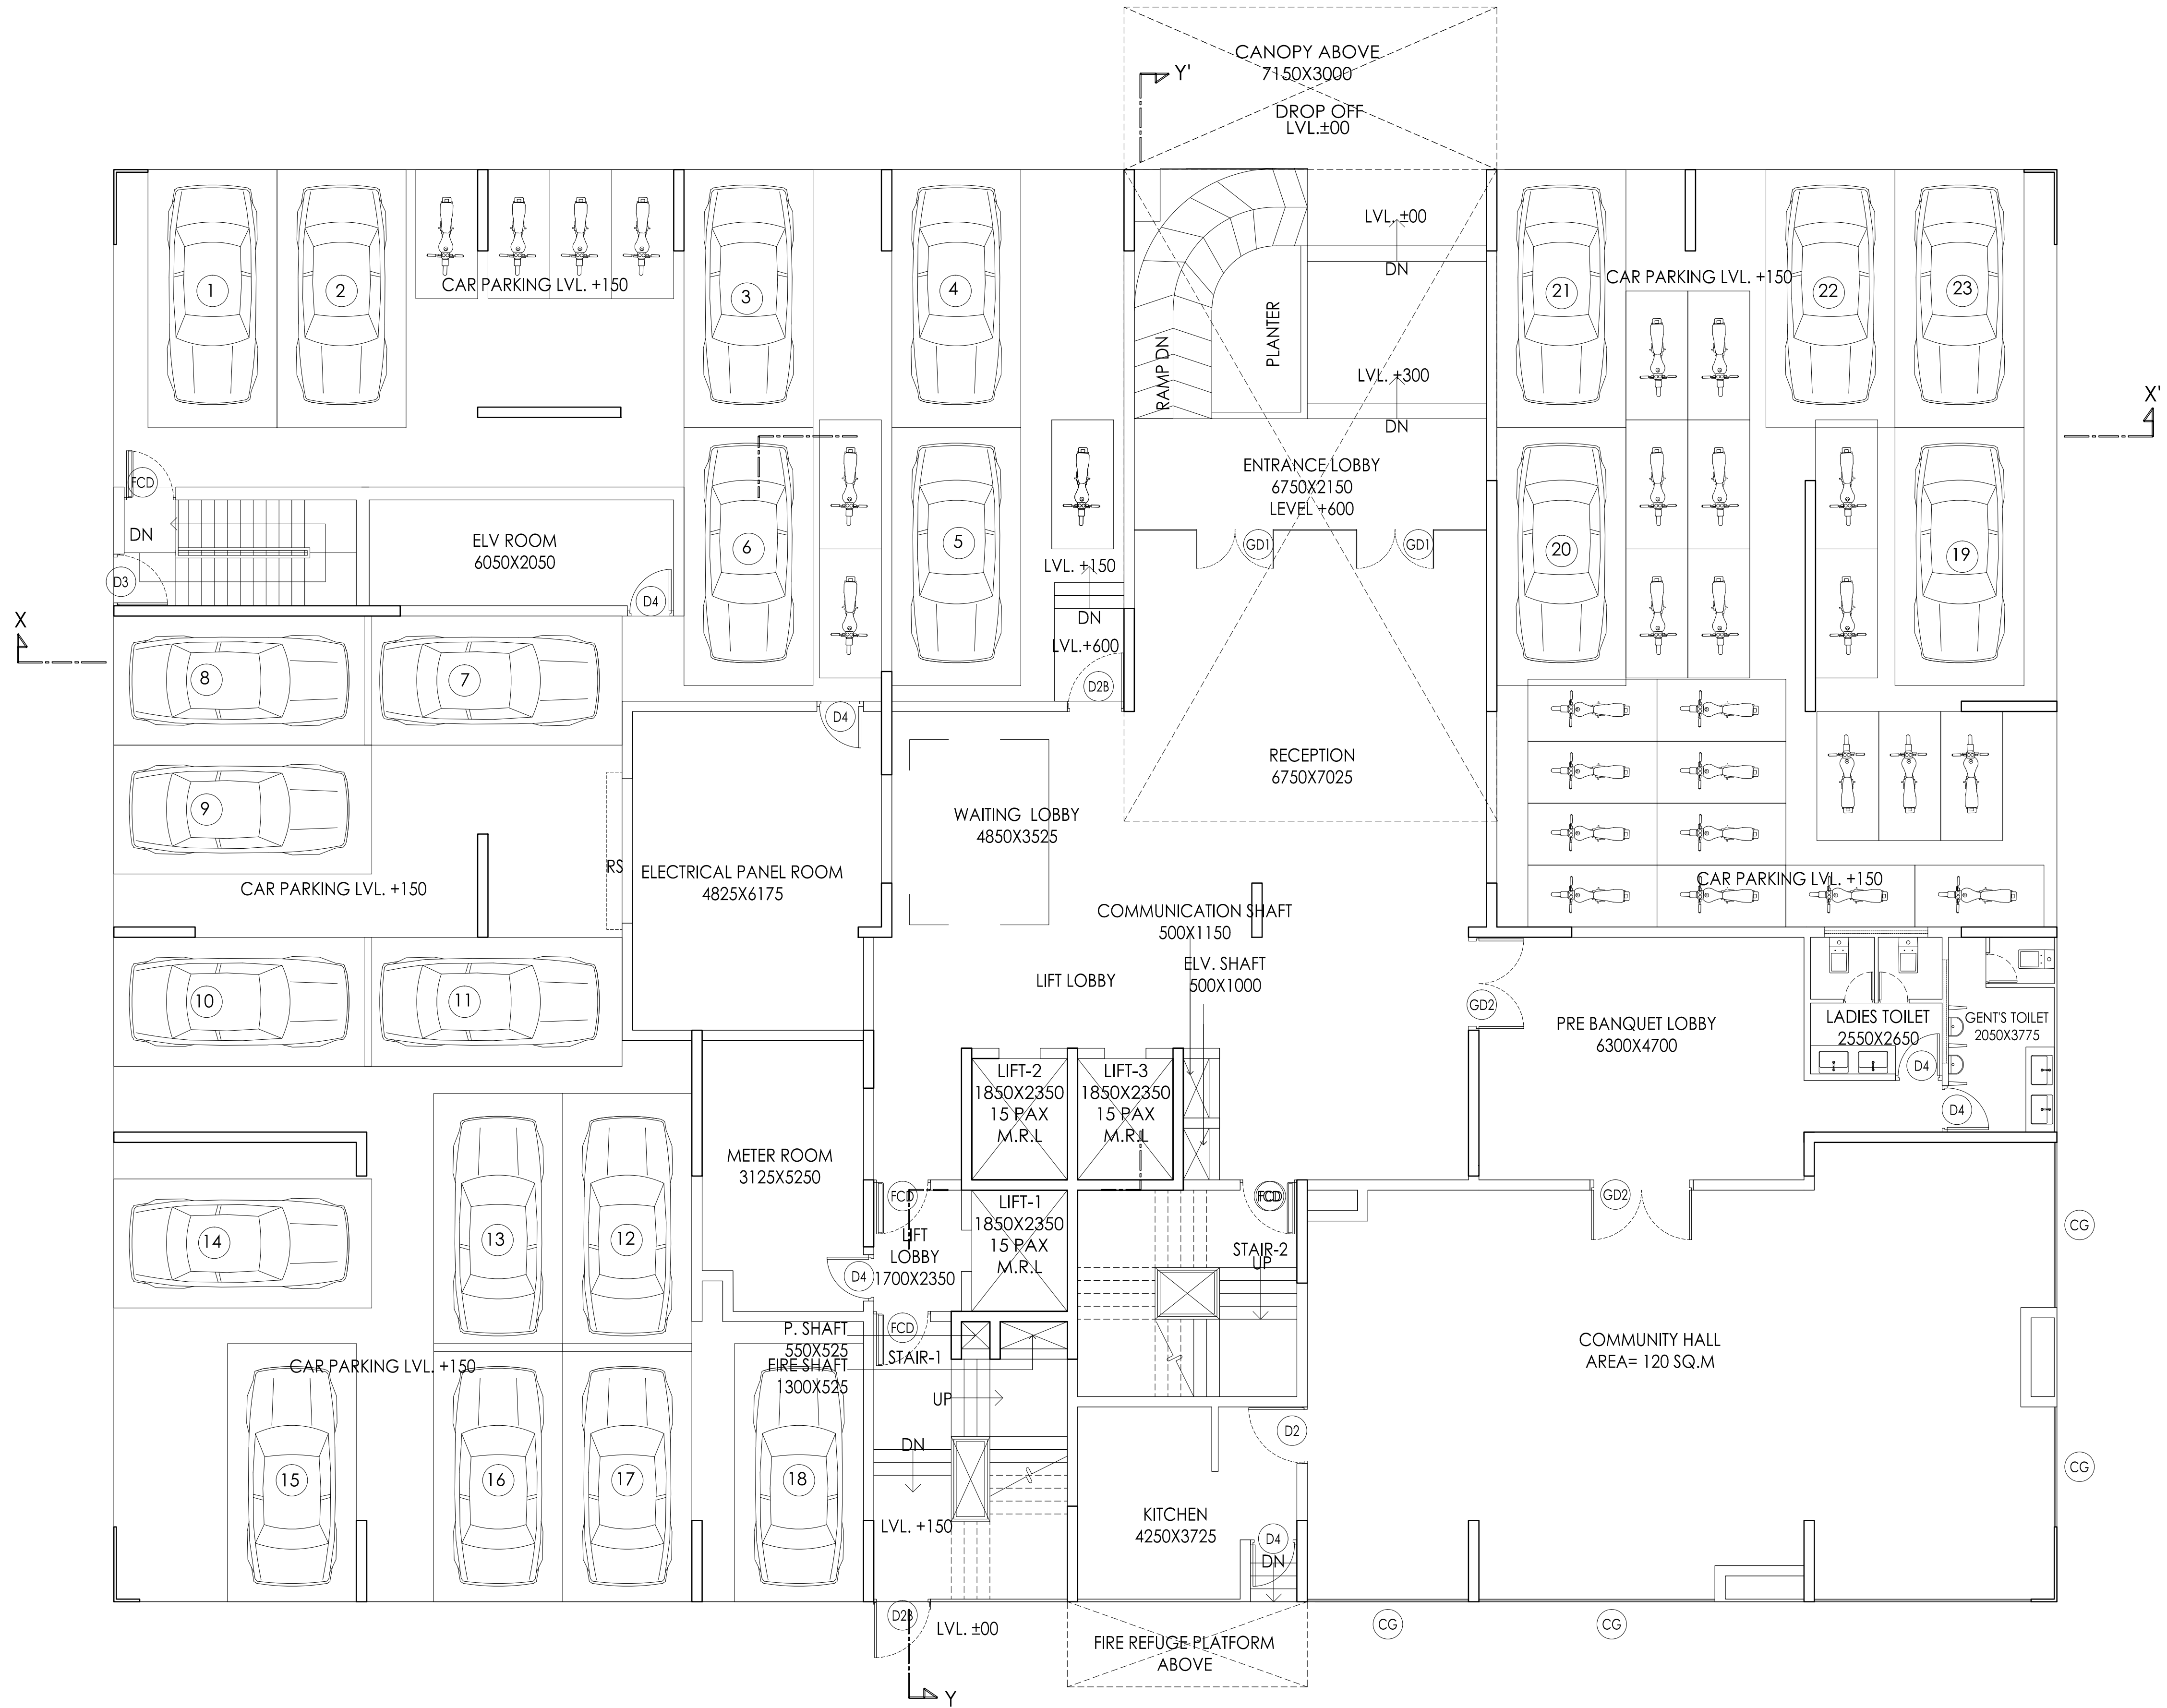 CANOPY ABOVE
7150X3000
DROP OFF
LVL.±00
Y'
LVL. ±00
DN
1
2
CAR PARKING LVL. +150
3
4
RAMP DN
PLANTER
LVL. +300
DN
21
CAR PARKING LVL. +150
22
23
X'
FCD
DN
D3
ELV ROOM
6050X2050
D4
6
5
LVL. +150
DN
LVL.+600
D2B
ENTRANCE LOBBY
6750X2150
LEVEL +600
GD1
GD1
20
19
X
8
7
9
D4
RECEPTION
6750X7025
WAITING LOBBY
4850X3525
RS
ELECTRICAL PANEL ROOM
4825X6175
CAR PARKING LVL. +150
CAR PARKING LVL. +150
COMMUNICATION SHAFT
500X1150
ELV. SHAFT
500X1000
LIFT LOBBY
10
11
GD2
PRE BANQUET LOBBY
6300X4700
LADIES TOILET
2550X2650
D4
GENT'S TOILET
2050X3775
D4
LIFT-2
1850X2350
15 PAX
M.R.L
LIFT-3
1850X2350
15 PAX
M.R.L
METER ROOM
3125X5250
FCD
LIFT
LOBBY
1700X2350
D4
LIFT-1
1850X2350
15 PAX
M.R.L
FCD
STAIR-2
UP
GD2
CG
14
13
12
P. SHAFT
550X525
FIRE SHAFT
1300X525
FCD
STAIR-1
UP
DN
COMMUNITY HALL
AREA= 120 SQ.M
CAR PARKING LVL. +150
15
16
17
18
D2
CG
LVL. +150
KITCHEN
4250X3725
D4
DN
D2B
LVL. ±00
FIRE REFUGE PLATFORM
ABOVE
CG
CG
Y